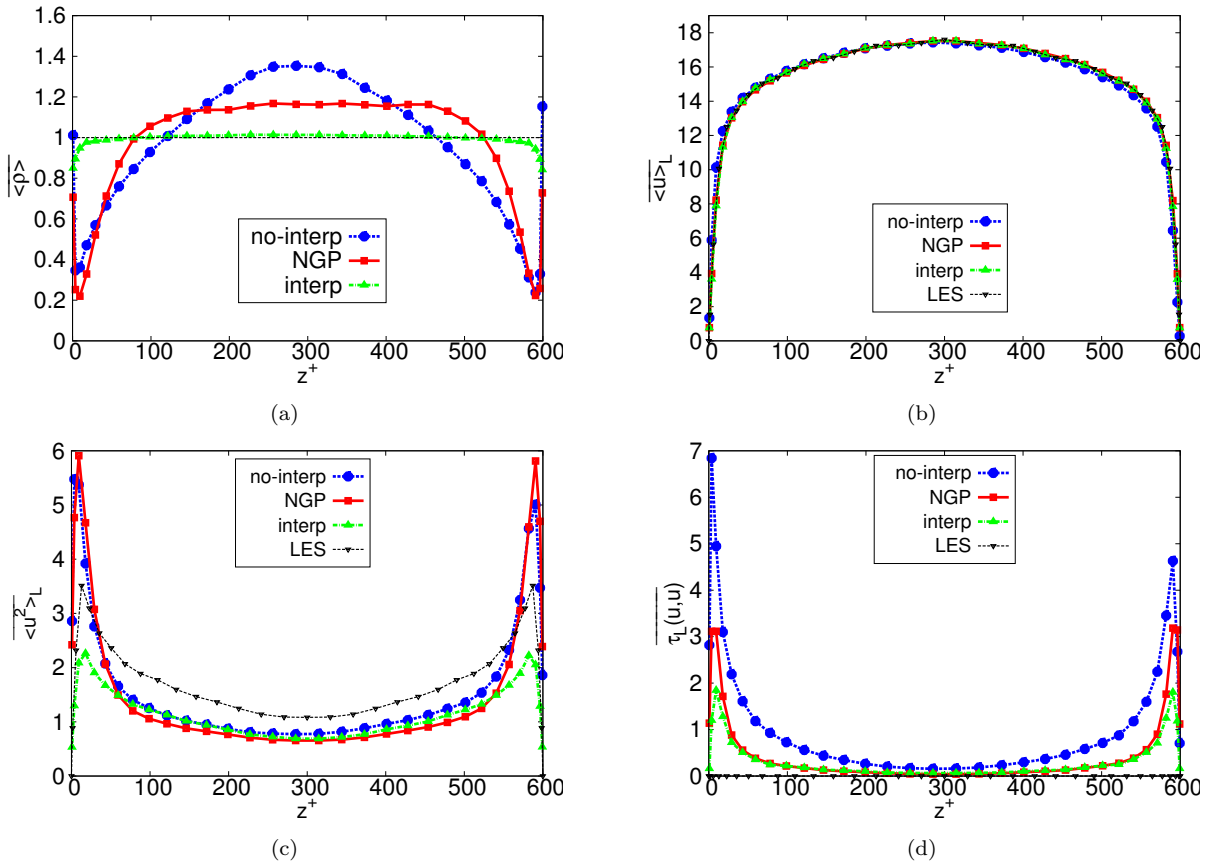 1.6
1.4
1.2
1
0.8
0.6
0.4
0.2
0
<ρ>
no-interp
NGP
interp
0 100 200 300 400 500 600
z+
(a)
18
16
14
12
10
8
6
4
2
0
<u>L
no-interp
NGP
interp
LES
0 100 200 300 400 500 600
z+
(b)
6
5
4
3
2
1
0
<u²>L
no-interp
NGP
interp
LES
0 100 200 300 400 500 600
z+
(c)
7
6
5
4
3
2
1
0
τL(u,u)
no-interp
NGP
interp
LES
0 100 200 300 400 500 600
z+
(d)